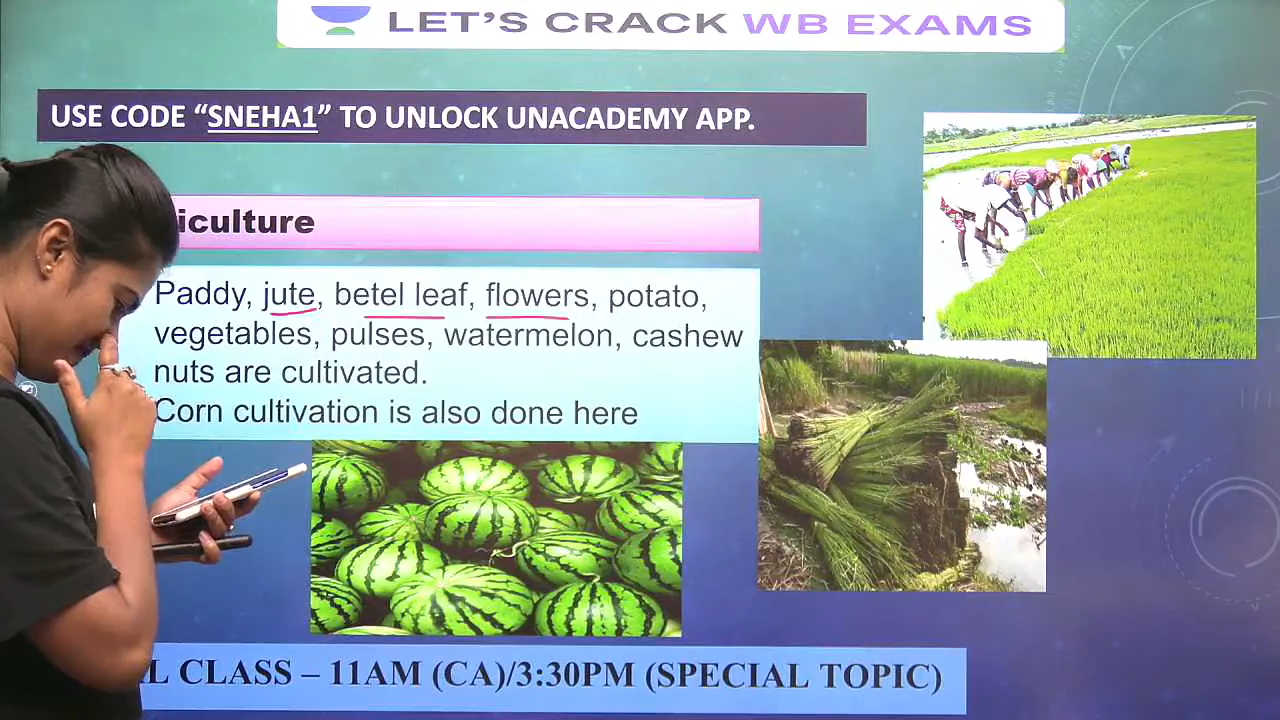 LET'S CRACK WB EXAMS
USE CODE “SNEHA1” TO UNLOCK UNACADEMY APP.
iculture
Paddy, jute, betel leaf, flowers, potato,
vegetables, pulses, watermelon, cashew
nuts are cultivated.
Corn cultivation is also done here
L CLASS – 11AM (CA)/3:30PM (SPECIAL TOPIC)